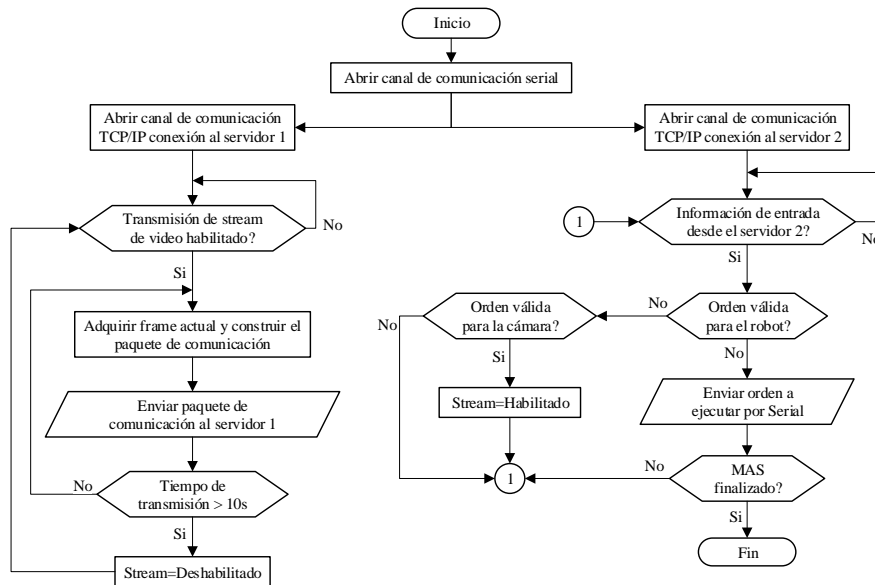 Inicio
Abrir canal de comunicación serial
Abrir canal de comunicación
TCP/IP conexión al servidor 1
Abrir canal de comunicación
TCP/IP conexión al servidor 2
Transmisión de stream
de video habilitado?
No
Si
Adquirir frame actual y construir el
paquete de comunicación
Enviar paquete de
comunicación al servidor 1
Tiempo de
transmisión > 10s
No
Si
Stream=Deshabilitado
1
Información de entrada
desde el servidor 2?
No
Si
Orden válida
para el robot?
No
No
Orden válida
para la cámara?
No
Si
Stream=Habilitado
Enviar orden a
ejecutar por Serial
MAS
finalizado?
No
1
Si
Fin